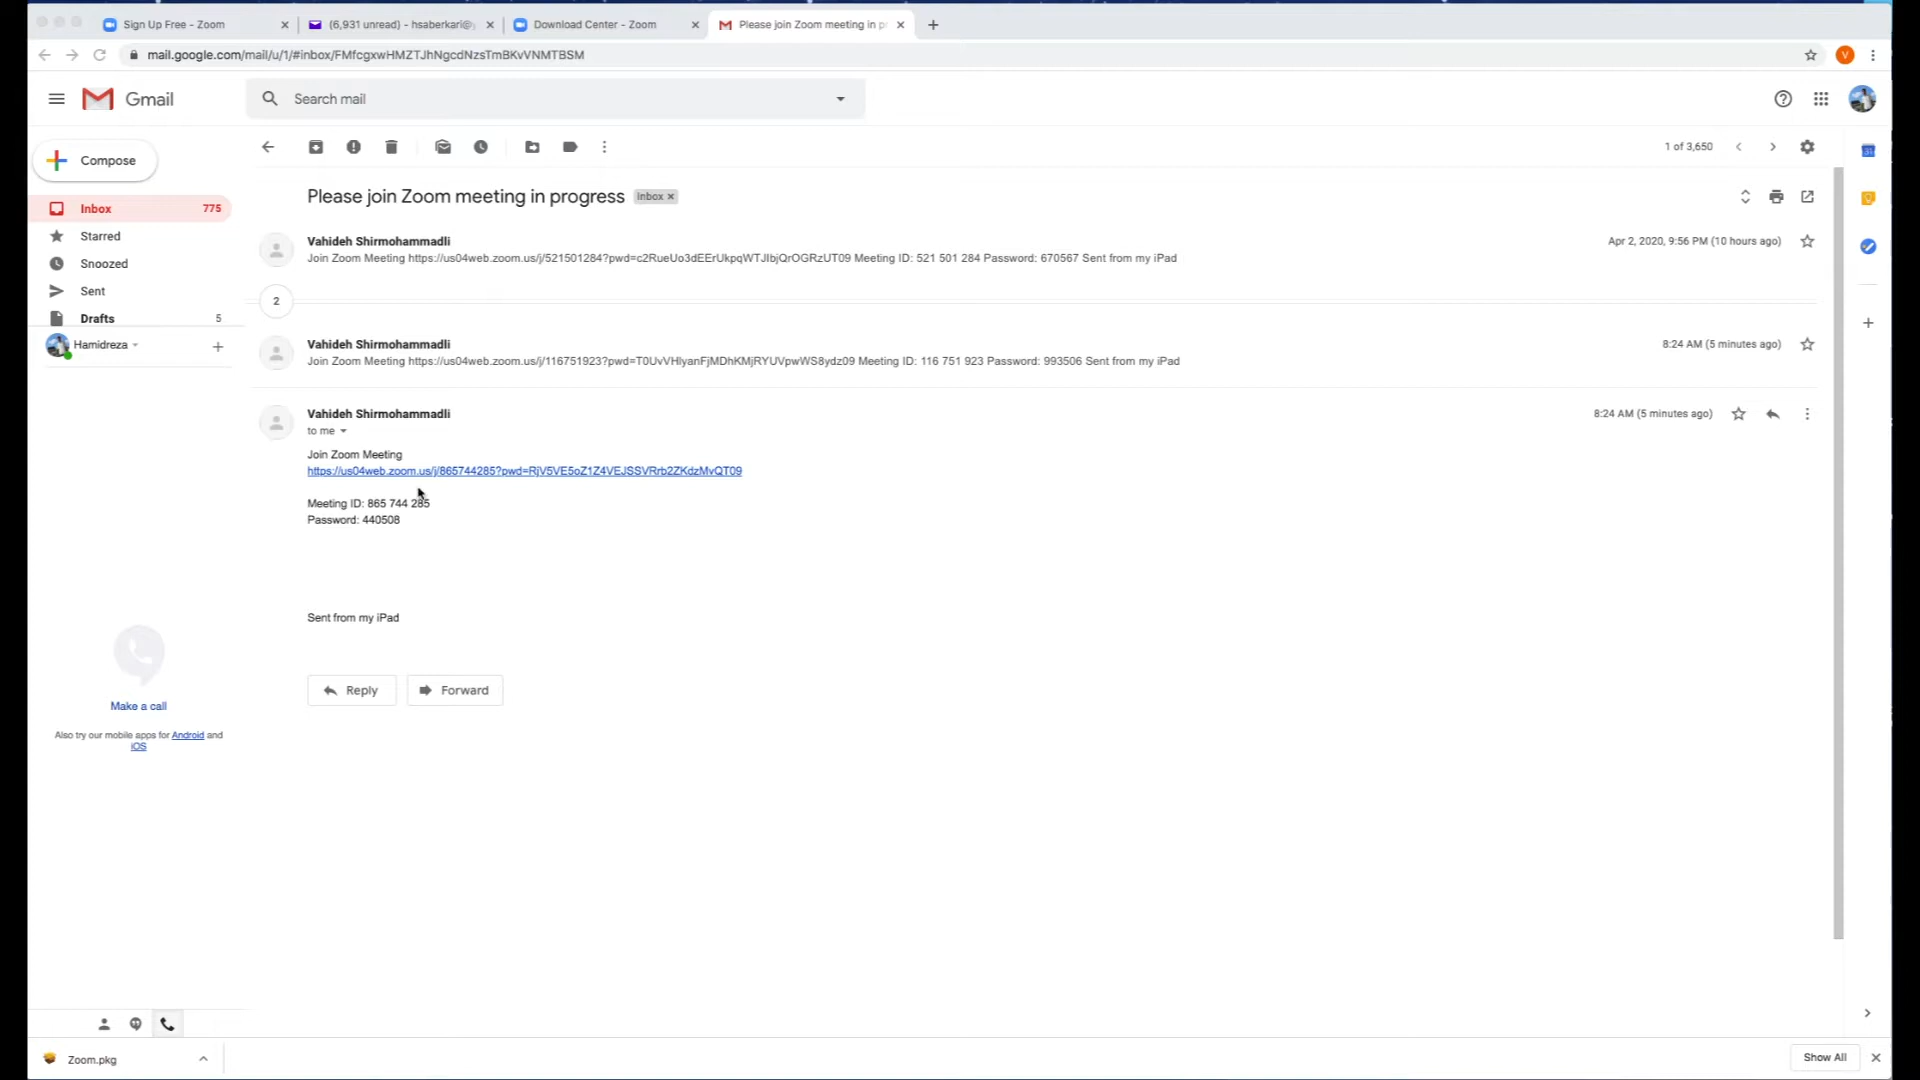 Sign Up Free - Zoom
(6,931 unread) - hsaberkari@
Download Center - Zoom
Please join Zoom meeting in p
mail.google.com/mail/u/1/#inbox/FMfcgxwHMZTJhNgcdNzsTmBKvVNMTBSM
V
Gmail
Search mail
Compose
1 of 3,650
Inbox 775
Starred
Snoozed
Sent
Drafts 5
Hamidreza
Please join Zoom meeting in progress
Inbox x
Vahideh Shirmohammadli
Apr 2, 2020, 9:56 PM (10 hours ago)
Join Zoom Meeting https://us04web.zoom.us/j/521501284?pwd=c2RueUo3dEErUkpqWTJIbjQrOGRzUT09 Meeting ID: 521 501 284 Password: 670567 Sent from my iPad
2
Vahideh Shirmohammadli
8:24 AM (5 minutes ago)
Join Zoom Meeting https://us04web.zoom.us/j/116751923?pwd=T0UvVHlyanFjMDhKMjRYUVpwWS8ydz09 Meeting ID: 116 751 923 Password: 993506 Sent from my iPad
Vahideh Shirmohammadli
8:24 AM (5 minutes ago)
to me
Join Zoom Meeting
https://us04web.zoom.us/j/865744285?pwd=RjV5VE5oZ1Z4VEJSSVRrb2ZKdzMvQT09
Meeting ID: 865 744 285
Password: 440508
Sent from my iPad
Reply
Forward
Make a call
Also try our mobile apps for Android and
iOS
31
Zoom.pkg
Show All